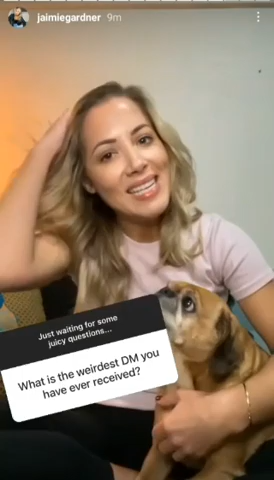 jaimiegardner 9m
Just waiting for some
juicy questions...
What is the weirdest DM you
have ever received?